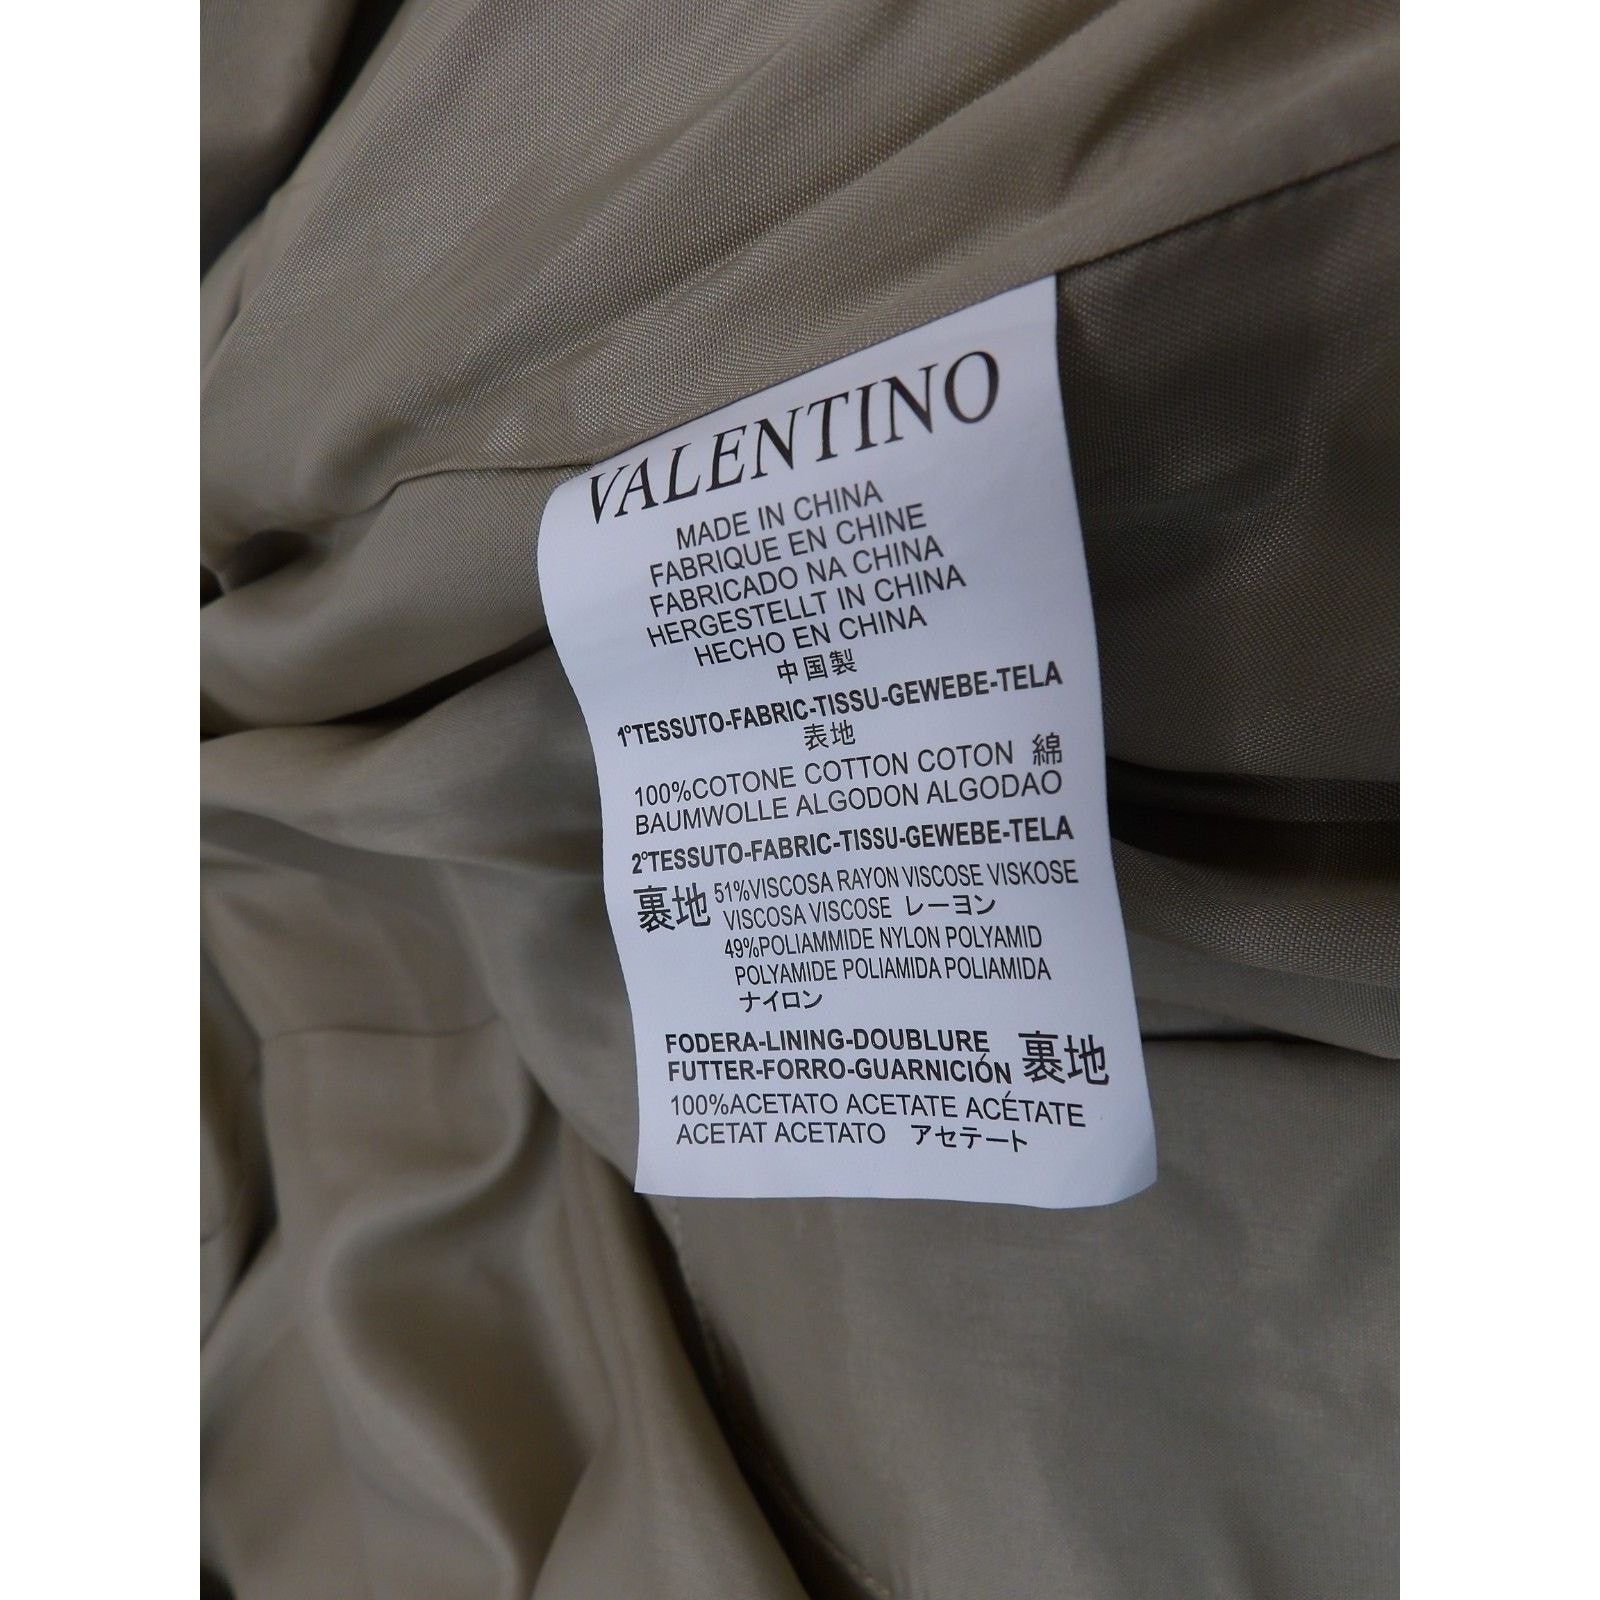 VALENTINO
MADE IN CHINA
FABRIQUE EN CHINE
FABRICADO NA CHINA
HERGESTELLT IN CHINA
HECHO EN CHINA
中国製
1°TESSUTO-FABRIC-TISSU-GEWEBE-TELA
表地
100%COTONE COTTON COTON 綿
BAUMWOLLE ALGODON ALGODAO
2°TESSUTO-FABRIC-TISSU-GEWEBE-TELA
裏地 51%VISCOSA RAYON VISCOSE VISKOSE
VISCOSA VISCOSE レーヨン
49%POLIAMMIDE NYLON POLYAMID
POLYAMIDE POLIAMIDA POLIAMIDA
ナイロン
FODERA-LINING-DOUBLURE
FUTTER-FORRO-GUARNICIÓN 裏地
100%ACETATO ACETATE ACÉTATE
ACETAT ACETATO アセテート